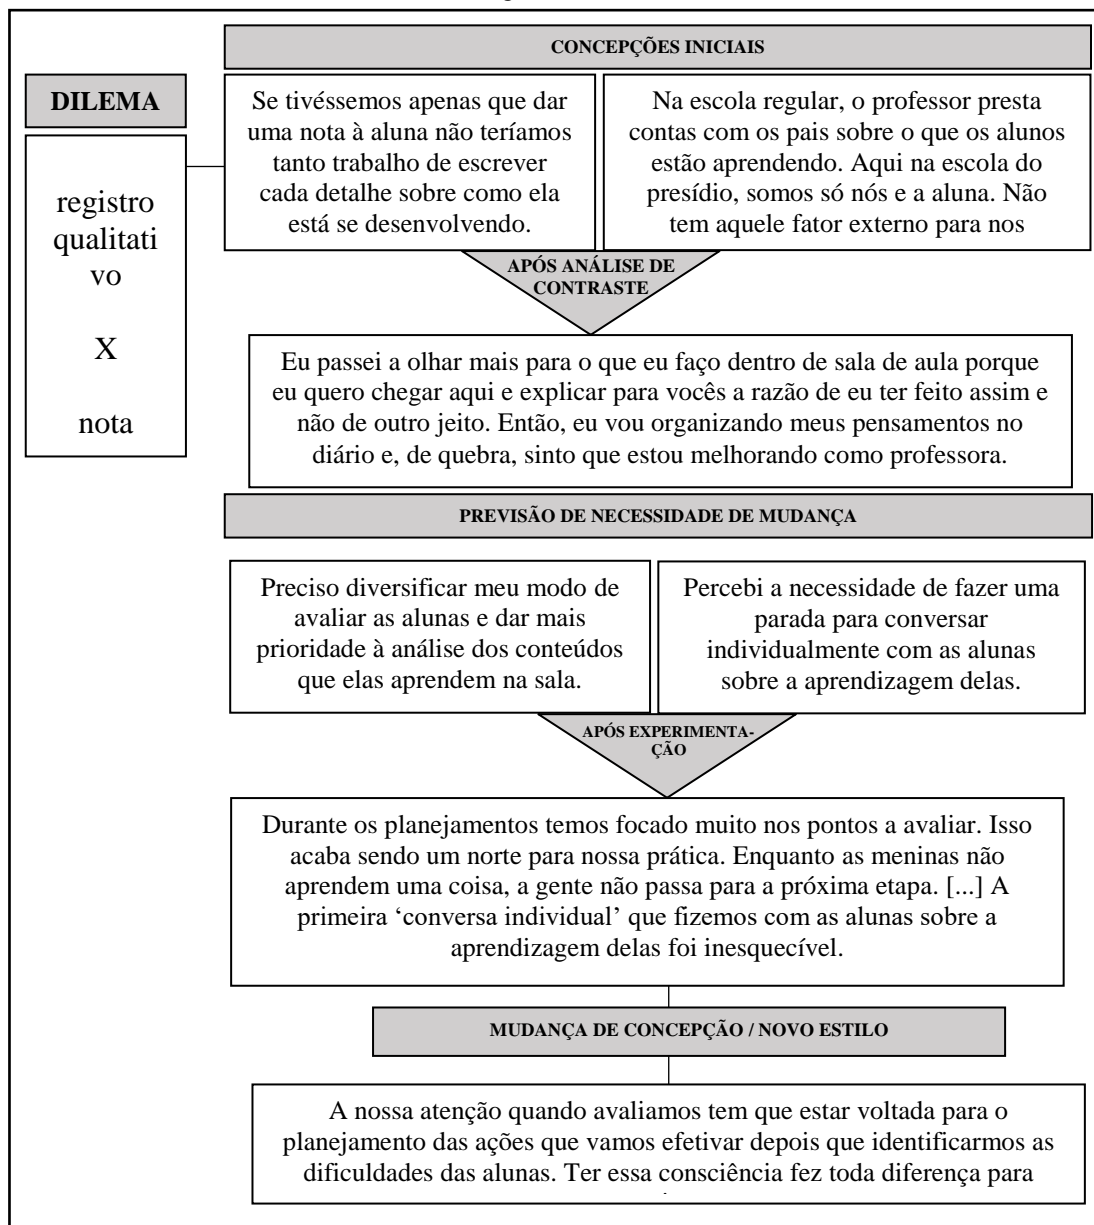 CONCEPÇÕES INICIAIS
DILEMA
registro
qualitati
vo
X
nota
Se tivéssemos apenas que dar
uma nota à aluna não teríamos
tanto trabalho de escrever
cada detalhe sobre como ela
está se desenvolvendo.
Na escola regular, o professor presta
contas com os pais sobre o que os alunos
estão aprendendo. Aqui na escola do
presídio, somos só nós e a aluna. Não
tem aquele fator externo para nos
APÓS ANÁLISE DE
CONTRASTE
Eu passei a olhar mais para o que eu faço dentro de sala de aula porque
eu quero chegar aqui e explicar para vocês a razão de eu ter feito assim e
não de outro jeito. Então, eu vou organizando meus pensamentos no
diário e, de quebra, sinto que estou melhorando como professora.
PREVISÃO DE NECESSIDADE DE MUDANÇA
Preciso diversificar meu modo de
avaliar as alunas e dar mais
prioridade à análise dos conteúdos
que elas aprendem na sala.
Percebi a necessidade de fazer uma
parada para conversar
individualmente com as alunas
sobre a aprendizagem delas.
APÓS EXPERIMENTA-
ÇÃO
Durante os planejamentos temos focado muito nos pontos a avaliar. Isso
acaba sendo um norte para nossa prática. Enquanto as meninas não
aprendem uma coisa, a gente não passa para a próxima etapa. [...] A
primeira ‘conversa individual’ que fizemos com as alunas sobre a
aprendizagem delas foi inesquecível.
MUDANÇA DE CONCEPÇÃO / NOVO ESTILO
A nossa atenção quando avaliamos tem que estar voltada para o
planejamento das ações que vamos efetivar depois que identificarmos as
dificuldades das alunas. Ter essa consciência fez toda diferença para